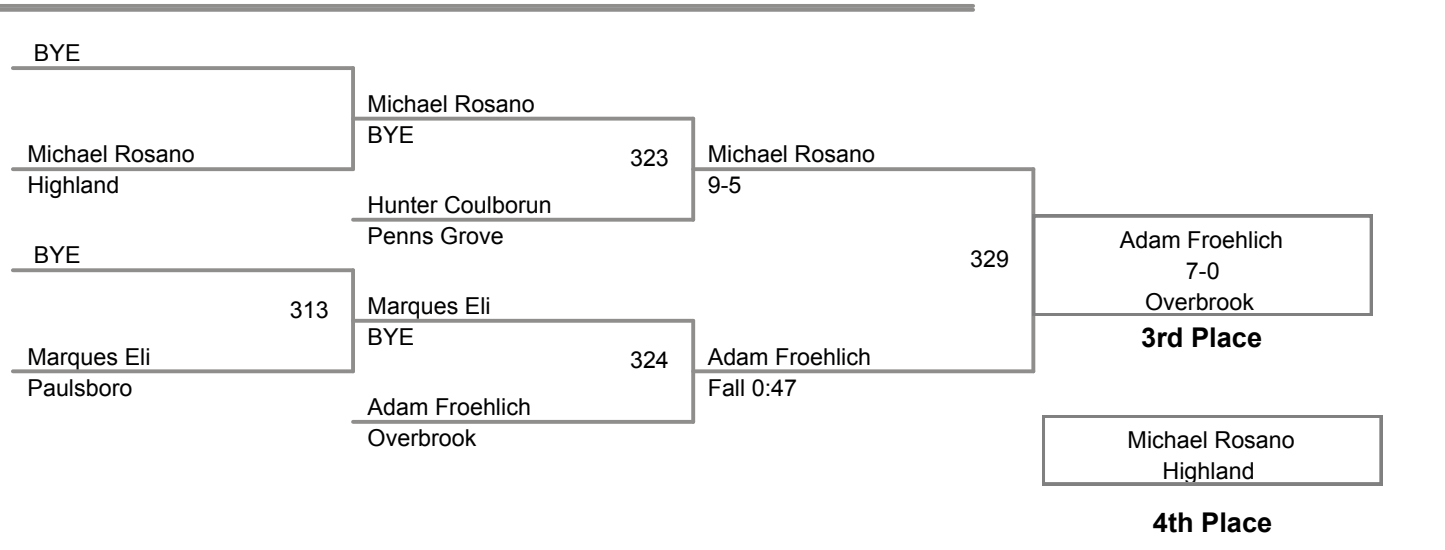 BYE
Michael Rosano
BYE
Michael Rosano
323
Michael Rosano
Highland
9-5
Hunter Coulborun
Penns Grove
BYE
Adam Froehlich
329
7-0
Overbrook
313
Marques Eli
BYE
3rd Place
Marques Eli
324
Adam Froehlich
Paulsboro
Fall 0:47
Adam Froehlich
Overbrook
Michael Rosano
Highland
4th Place